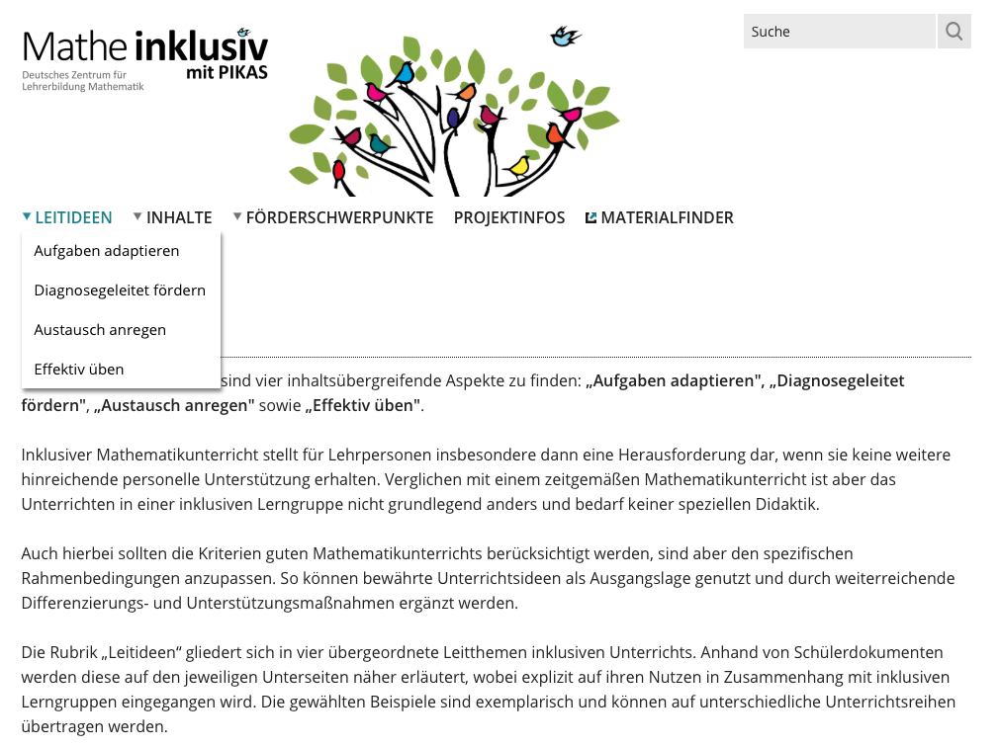 Mathe inklusiv
mit PIKAS
Deutsches Zentrum für
Lehrerbildung Mathematik
Suche
LEITIDEEN INHALTE FÖRDERSCHWERPUNKTE PROJEKTINFOS MATERIALFINDER
Aufgaben adaptieren
Diagnosegeleitet fördern
Austausch anregen
Effektiv üben
sind vier inhaltsübergreifende Aspekte zu finden: „Aufgaben adaptieren", „Diagnosegeleitet
fördern", „Austausch anregen" sowie „Effektiv üben".
Inklusiver Mathematikunterricht stellt für Lehrpersonen insbesondere dann eine Herausforderung dar, wenn sie keine weitere
hinreichende personelle Unterstützung erhalten. Verglichen mit einem zeitgemäßen Mathematikunterricht ist aber das
Unterrichten in einer inklusiven Lerngruppe nicht grundlegend anders und bedarf keiner speziellen Didaktik.
Auch hierbei sollten die Kriterien guten Mathematikunterrichts berücksichtigt werden, sind aber den spezifischen
Rahmenbedingungen anzupassen. So können bewährte Unterrichtsideen als Ausgangslage genutzt und durch weiterreichende
Differenzierungs- und Unterstützungsmaßnahmen ergänzt werden.
Die Rubrik „Leitideen“ gliedert sich in vier übergeordnete Leitthemen inklusiven Unterrichts. Anhand von Schülerdokumenten
werden diese auf den jeweiligen Unterseiten näher erläutert, wobei explizit auf ihren Nutzen in Zusammenhang mit inklusiven
Lerngruppen eingegangen wird. Die gewählten Beispiele sind exemplarisch und können auf unterschiedliche Unterrichtsreihen
übertragen werden.